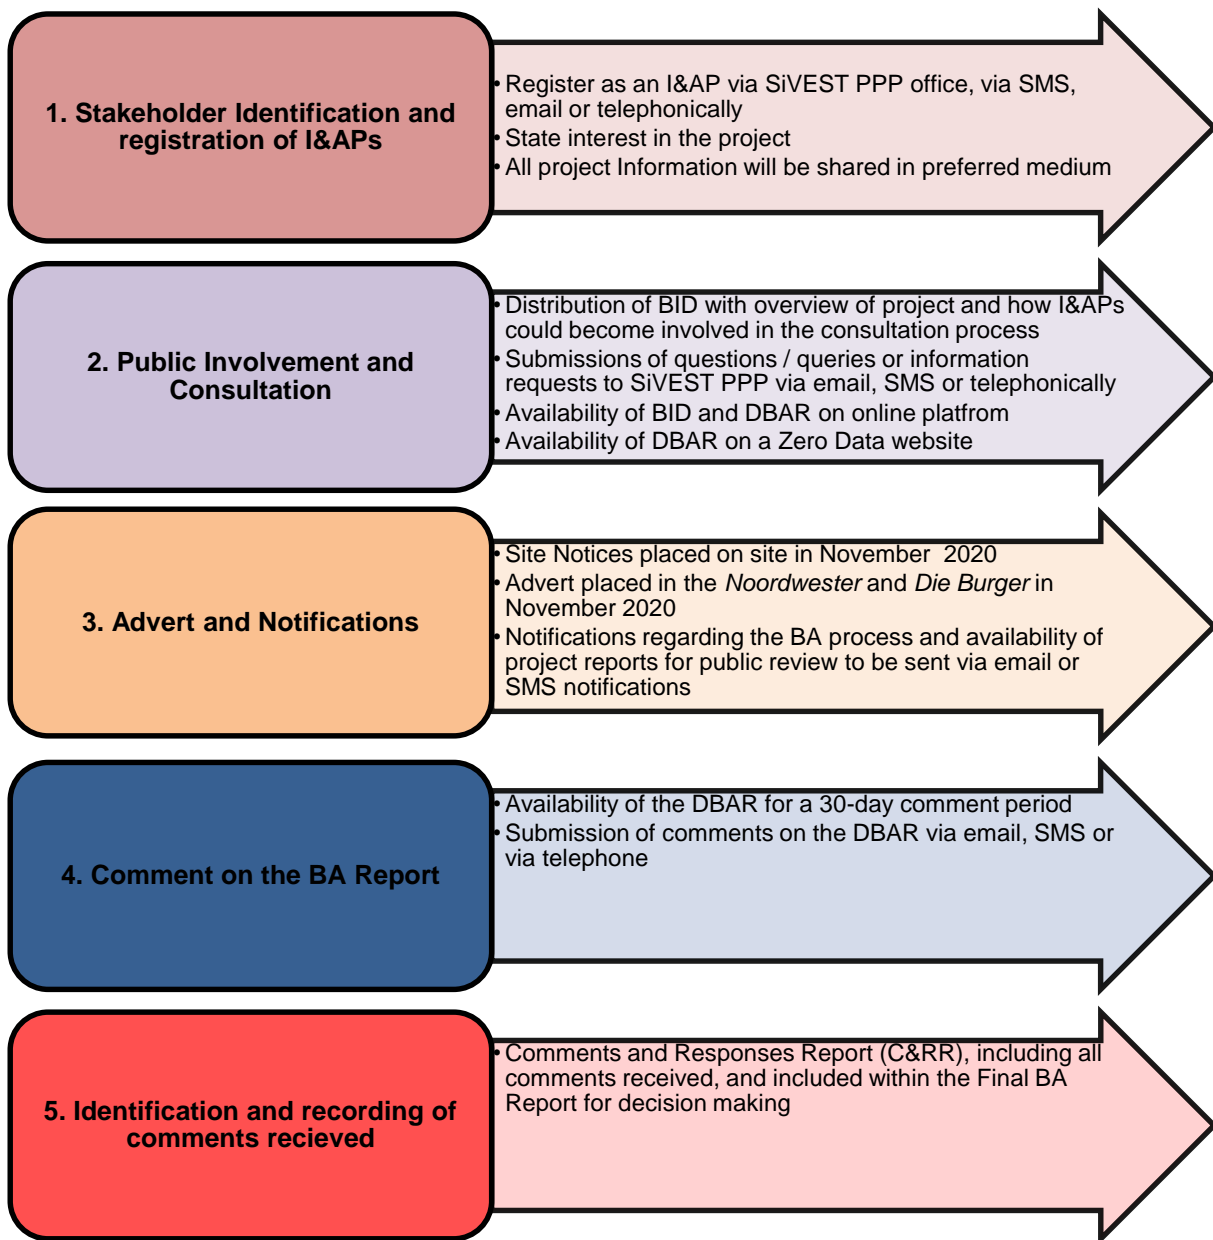 1. Stakeholder Identification and
registration of I&APs
• Register as an I&AP via SiVEST PPP office, via SMS,
email or telephonically
• State interest in the project
• All project Information will be shared in preferred medium
2. Public Involvement and
Consultation
• Distribution of BID with overview of project and how I&APs
could become involved in the consultation process
• Submissions of questions / queries or information
requests to SiVEST PPP via email, SMS or telephonically
• Availability of BID and DBAR on online platfrom
• Availability of DBAR on a Zero Data website
3. Advert and Notifications
• Site Notices placed on site in November 2020
• Advert placed in the Noordwester and Die Burger in
November 2020
• Notifications regarding the BA process and availability of
project reports for public review to be sent via email or
SMS notifications
4. Comment on the BA Report
• Availability of the DBAR for a 30-day comment period
• Submission of comments on the DBAR via email, SMS or
via telephone
5. Identification and recording of
comments recieved
• Comments and Responses Report (C&RR), including all
comments received, and included within the Final BA
Report for decision making